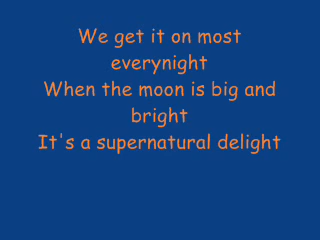 We get it on most
everynight
When the moon is big and
bright
It's a supernatural delight